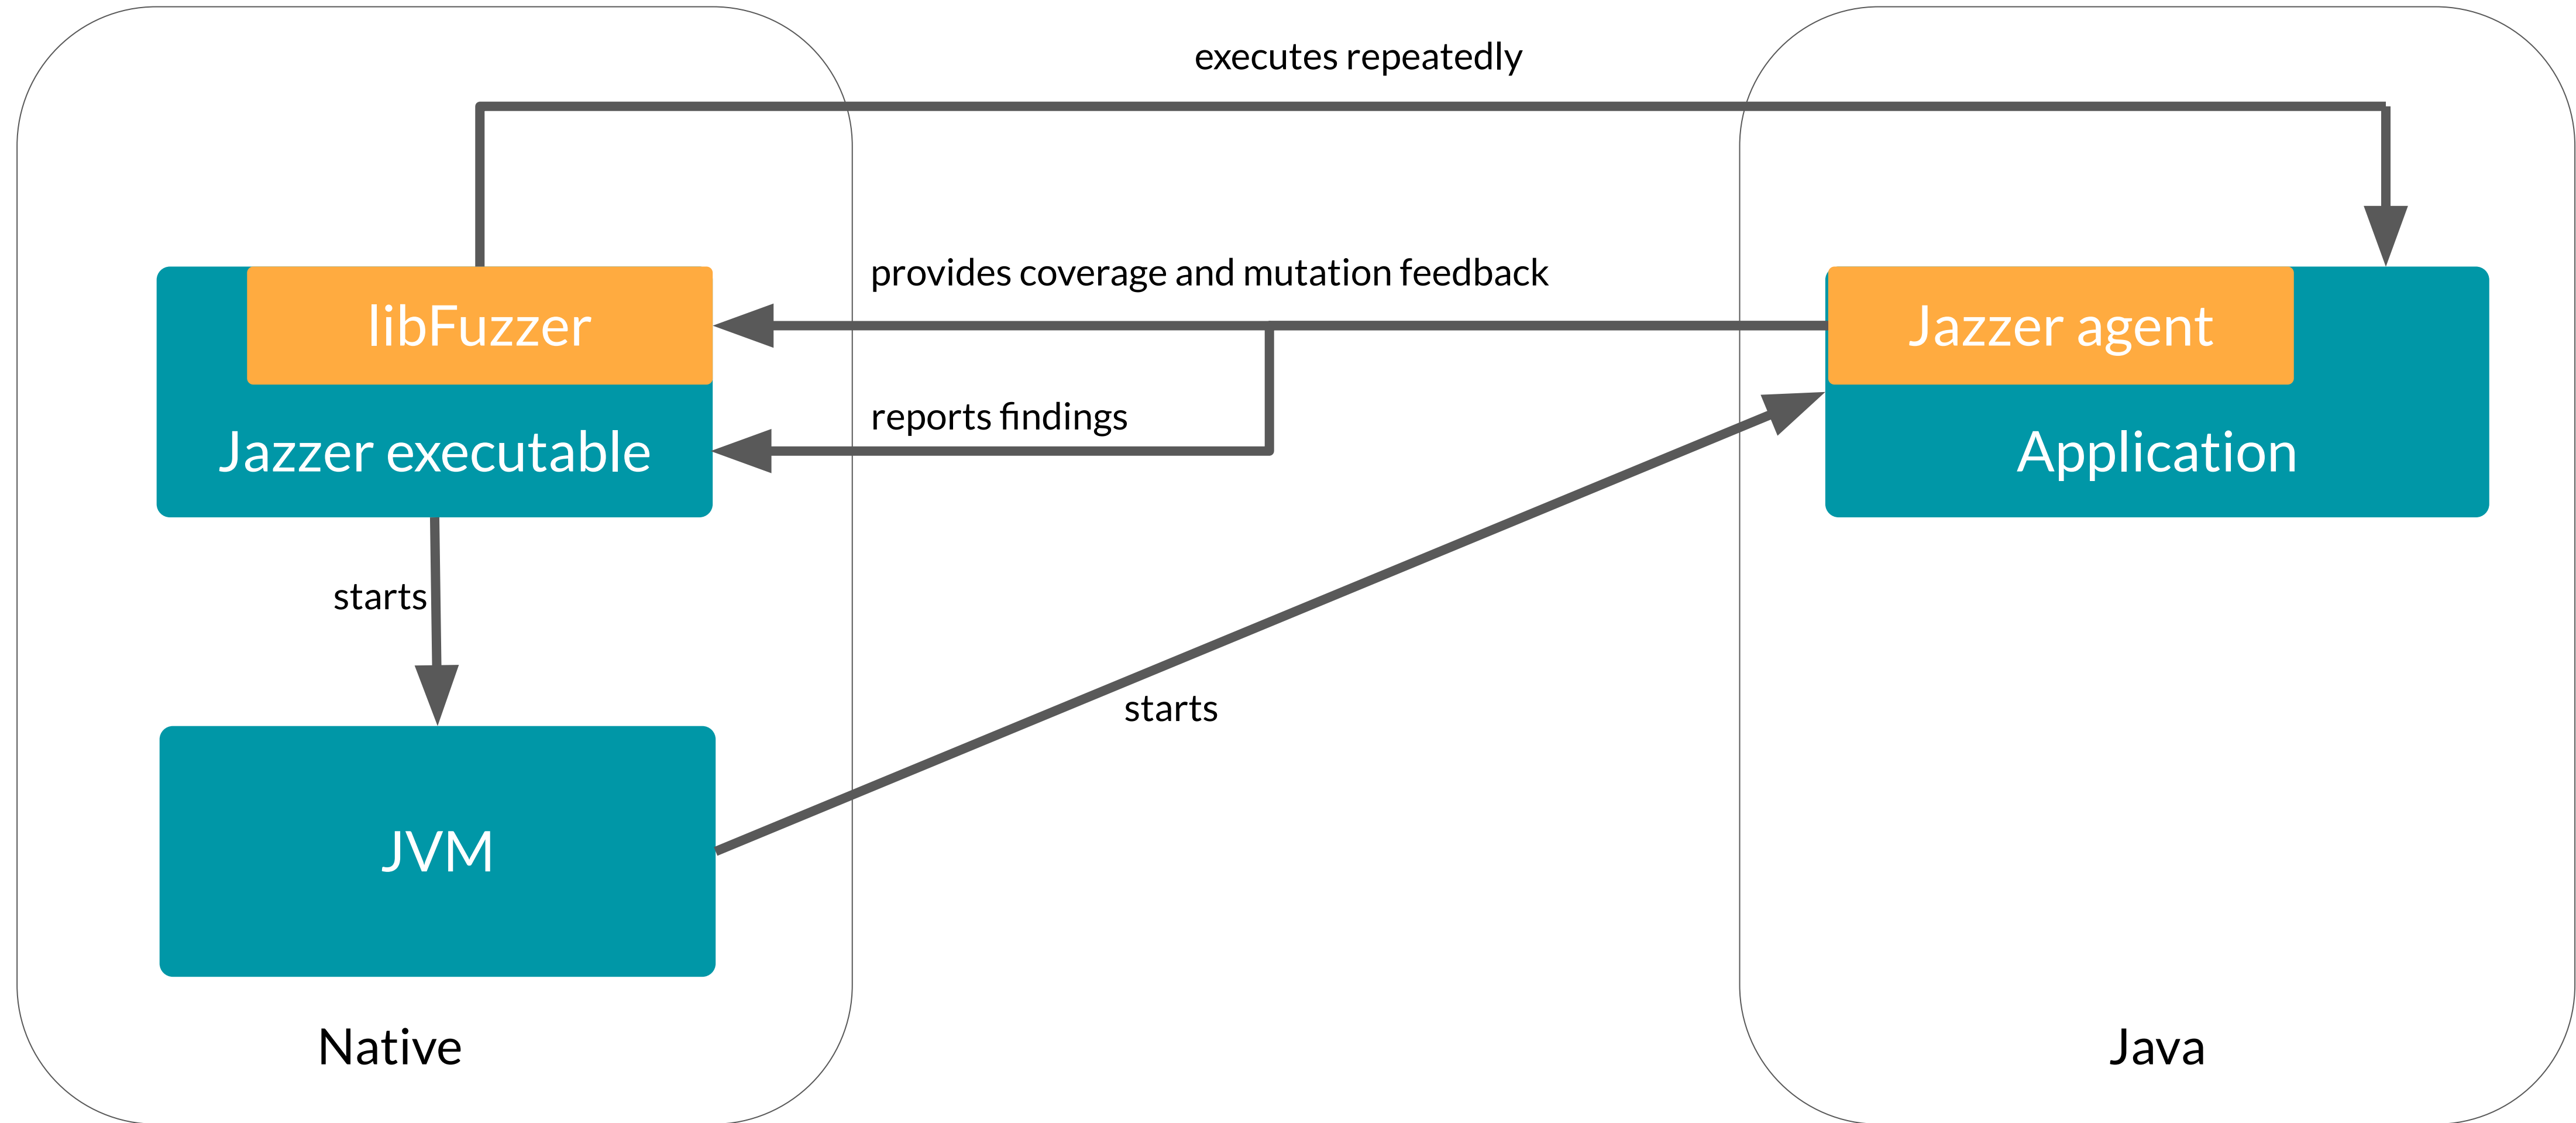 executes repeatedly
provides coverage and mutation feedback
libFuzzer
Jazzer agent
reports findings
Jazzer executable
Application
starts
starts
JVM
Native
Java